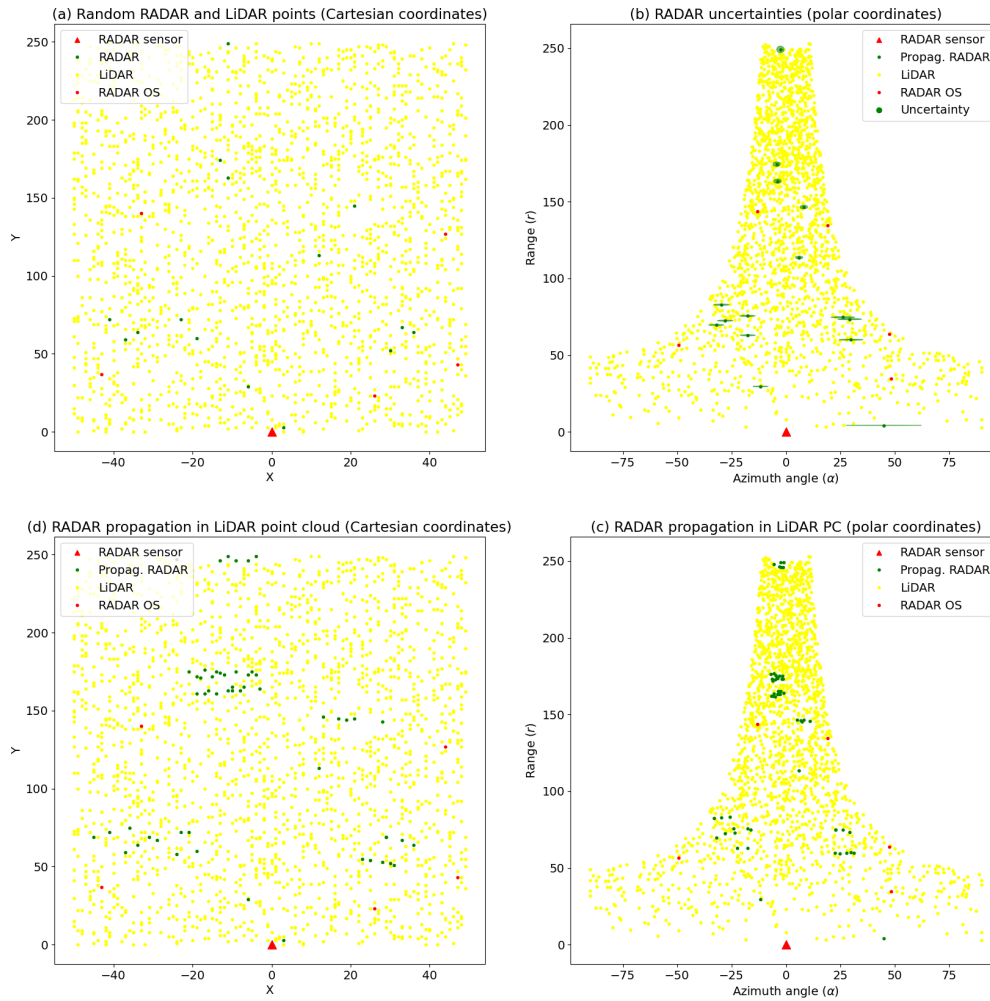 (a) Random RADAR and LiDAR points (Cartesian coordinates)
250
200
150
100
50
0
Y
RADAR sensor
RADAR
LiDAR
RADAR OS
−40
−20
0
20
40
X
(b) RADAR uncertainties (polar coordinates)
250
200
150
100
50
0
Range (r)
RADAR sensor
Propag. RADAR
LiDAR
RADAR OS
Uncertainty
−75
−50
−25
0
25
50
75
Azimuth angle (α)
(d) RADAR propagation in LiDAR point cloud (Cartesian coordinates)
250
200
150
100
50
0
Y
RADAR sensor
Propag. RADAR
LiDAR
RADAR OS
−40
−20
0
20
40
X
(c) RADAR propagation in LiDAR PC (polar coordinates)
250
200
150
100
50
0
Range (r)
RADAR sensor
Propag. RADAR
LiDAR
RADAR OS
−75
−50
−25
0
25
50
75
Azimuth angle (α)